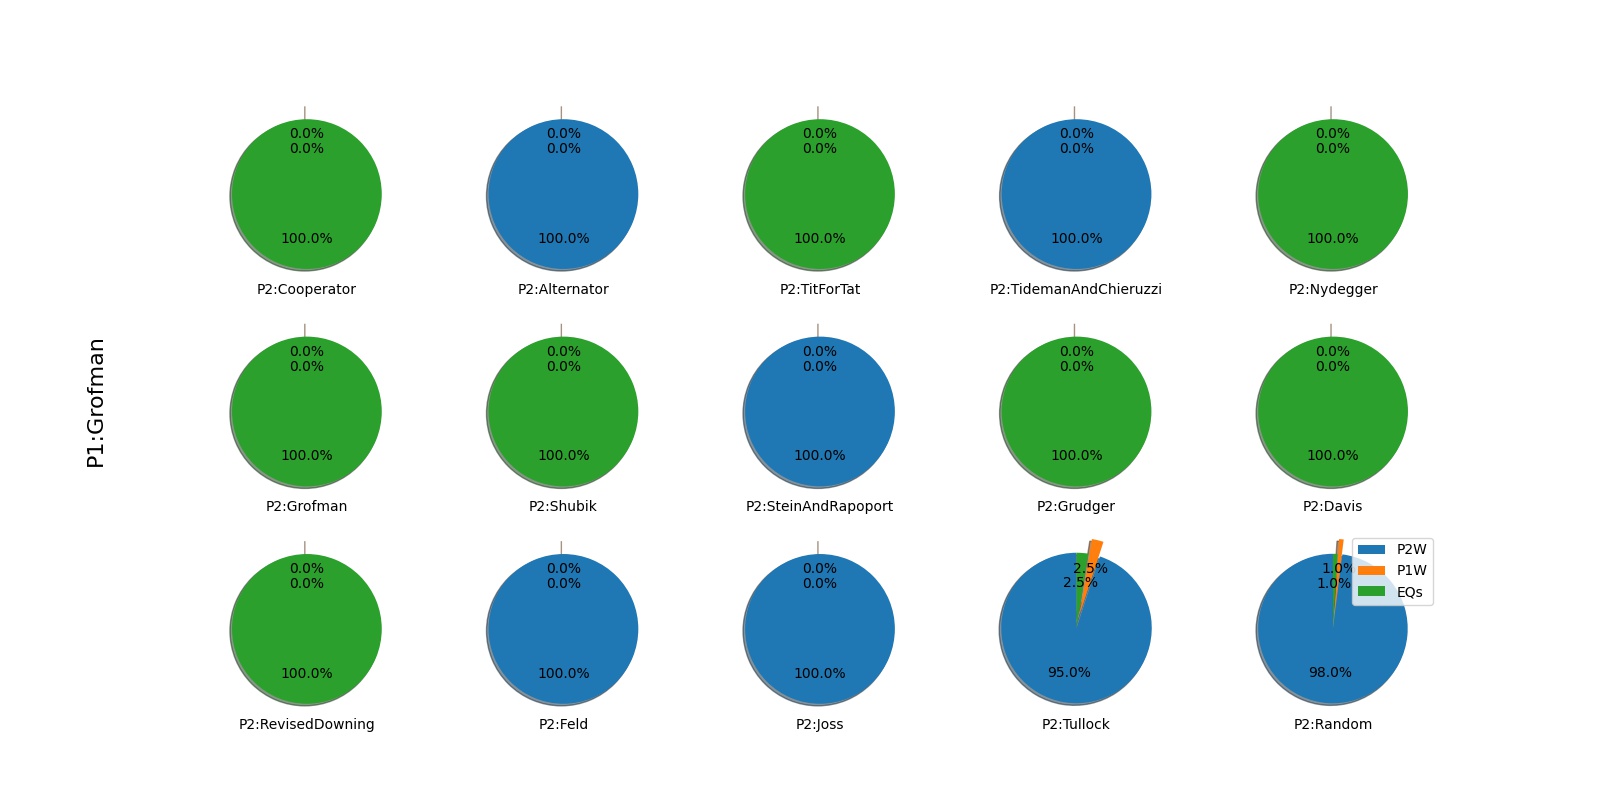 0.0%
0.0%
100.0%
P2:Cooperator
0.0%
0.0%
100.0%
P2:Alternator
0.0%
0.0%
100.0%
P2:TitForTat
0.0%
0.0%
100.0%
P2:TidemanAndChieruzzi
0.0%
0.0%
100.0%
P2:Nydegger
P1:Grofman
0.0%
0.0%
100.0%
P2:Grofman
0.0%
0.0%
100.0%
P2:Shubik
0.0%
0.0%
100.0%
P2:SteinAndRapoport
0.0%
0.0%
100.0%
P2:Grudger
0.0%
0.0%
100.0%
P2:Davis
0.0%
0.0%
100.0%
P2:RevisedDowning
0.0%
0.0%
100.0%
P2:Feld
0.0%
0.0%
100.0%
P2:Joss
2.5%
2.5%
95.0%
P2:Tullock
1.0%
1.0%
98.0%
P2:Random
P2W
P1W
EQs